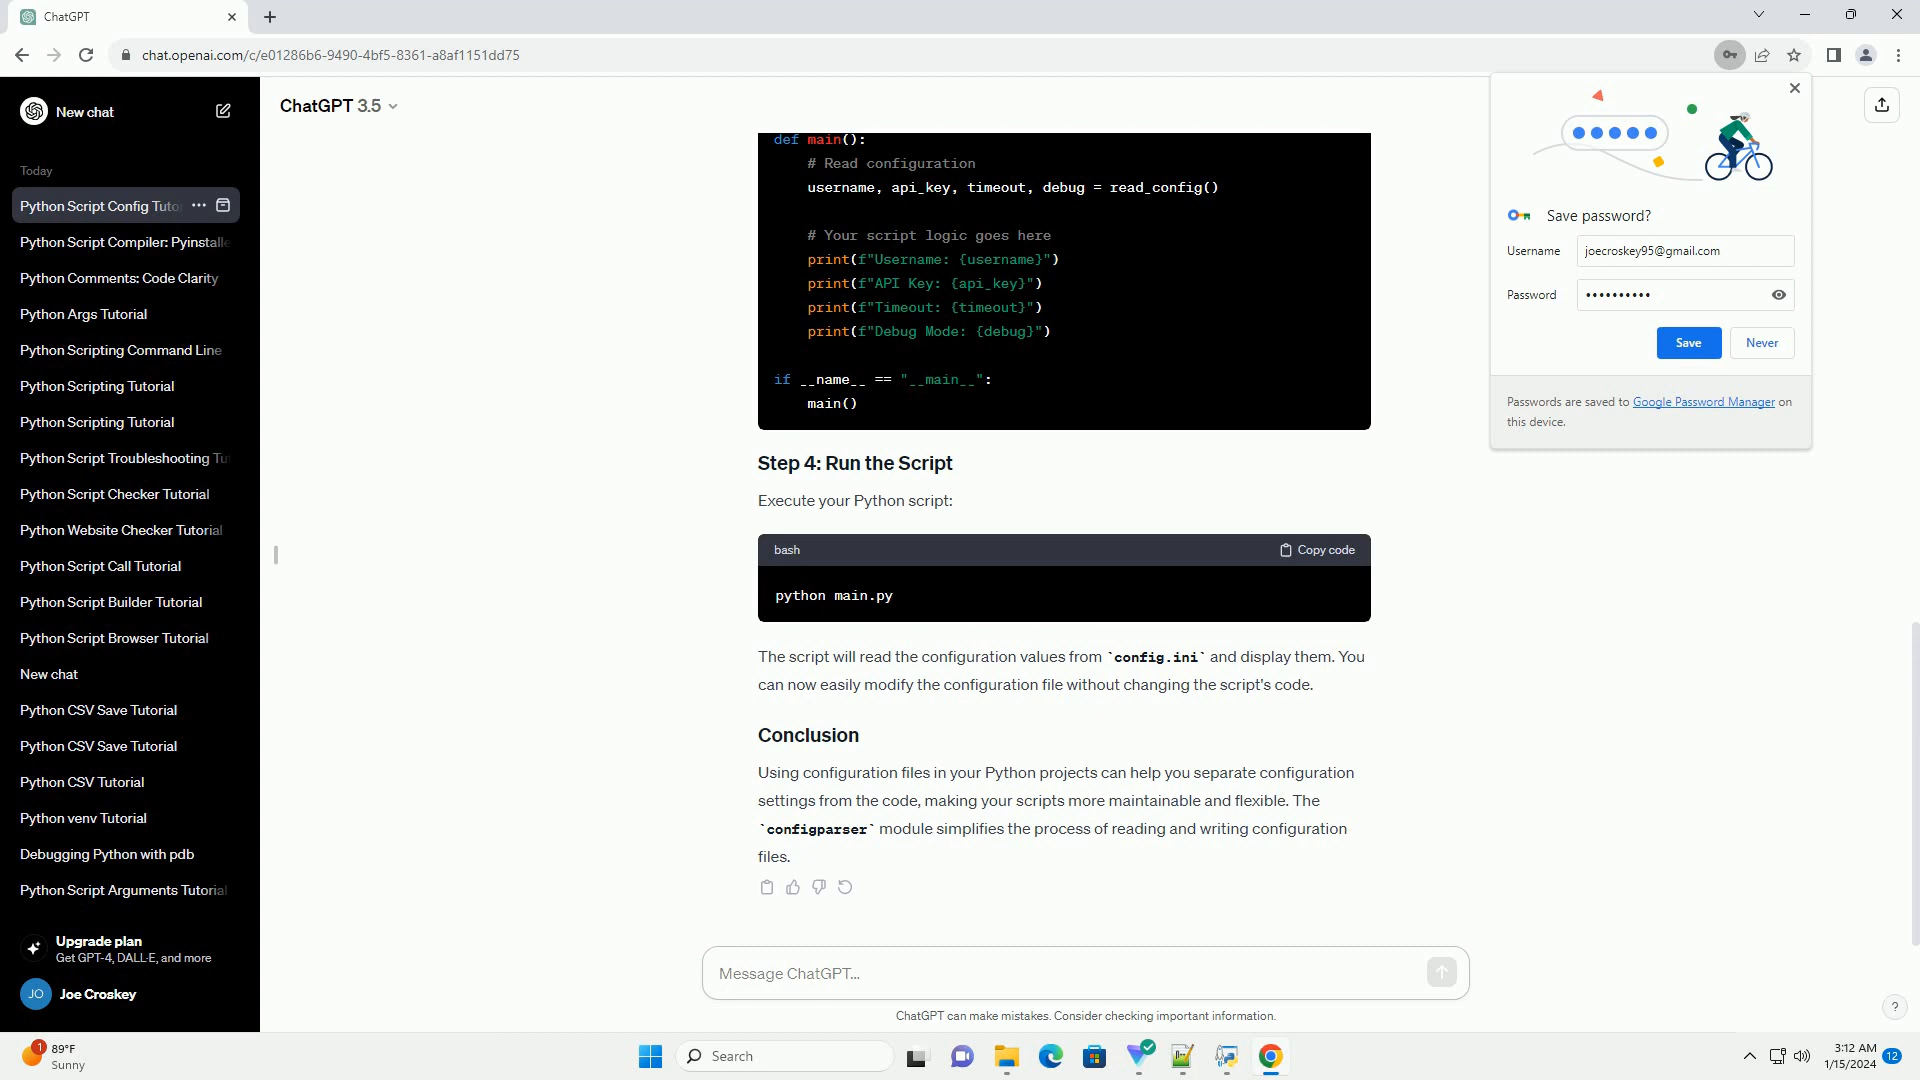 ChatGPT
chat.openai.com/c/e01286b6-9490-4bf5-8361-a8af1151dd75
New chat
Today
Python Script Config Tuto
Python Script Compiler: Pyinstalle
Python Comments: Code Clarity
Python Args Tutorial
Python Scripting Command Line
Python Scripting Tutorial
Python Scripting Tutorial
Python Script Troubleshooting Tu
Python Script Checker Tutorial
Python Website Checker Tutorial
Python Script Call Tutorial
Python Script Builder Tutorial
Python Script Browser Tutorial
New chat
Python CSV Save Tutorial
Python CSV Save Tutorial
Python CSV Tutorial
Python venv Tutorial
Debugging Python with pdb
Python Script Arguments Tutorial
Upgrade plan
Get GPT-4, DALL·E, and more
JO
Joe Croskey
ChatGPT 3.5
def main():
# Read configuration
username, api_key, timeout, debug = read_config()
# Your script logic goes here
print(f"Username: {username}")
print(f"API Key: {api_key}")
print(f"Timeout: {timeout}")
print(f"Debug Mode: {debug}")
if __name__ == "__main__":
main()
Step 4: Run the Script
Execute your Python script:
bash
Copy code
python main.py
The script will read the configuration values from `config.ini` and display them. You
can now easily modify the configuration file without changing the script's code.
Conclusion
Using configuration files in your Python projects can help you separate configuration
settings from the code, making your scripts more maintainable and flexible. The
`configparser` module simplifies the process of reading and writing configuration
files.
Message ChatGPT...
ChatGPT can make mistakes. Consider checking important information.
Save password?
Username joecroskey95@gmail.com
Password ••••••••••
Save
Never
Passwords are saved to Google Password Manager on
this device.
?
1
89°F
Sunny
Search
3:12 AM
1/15/2024
12